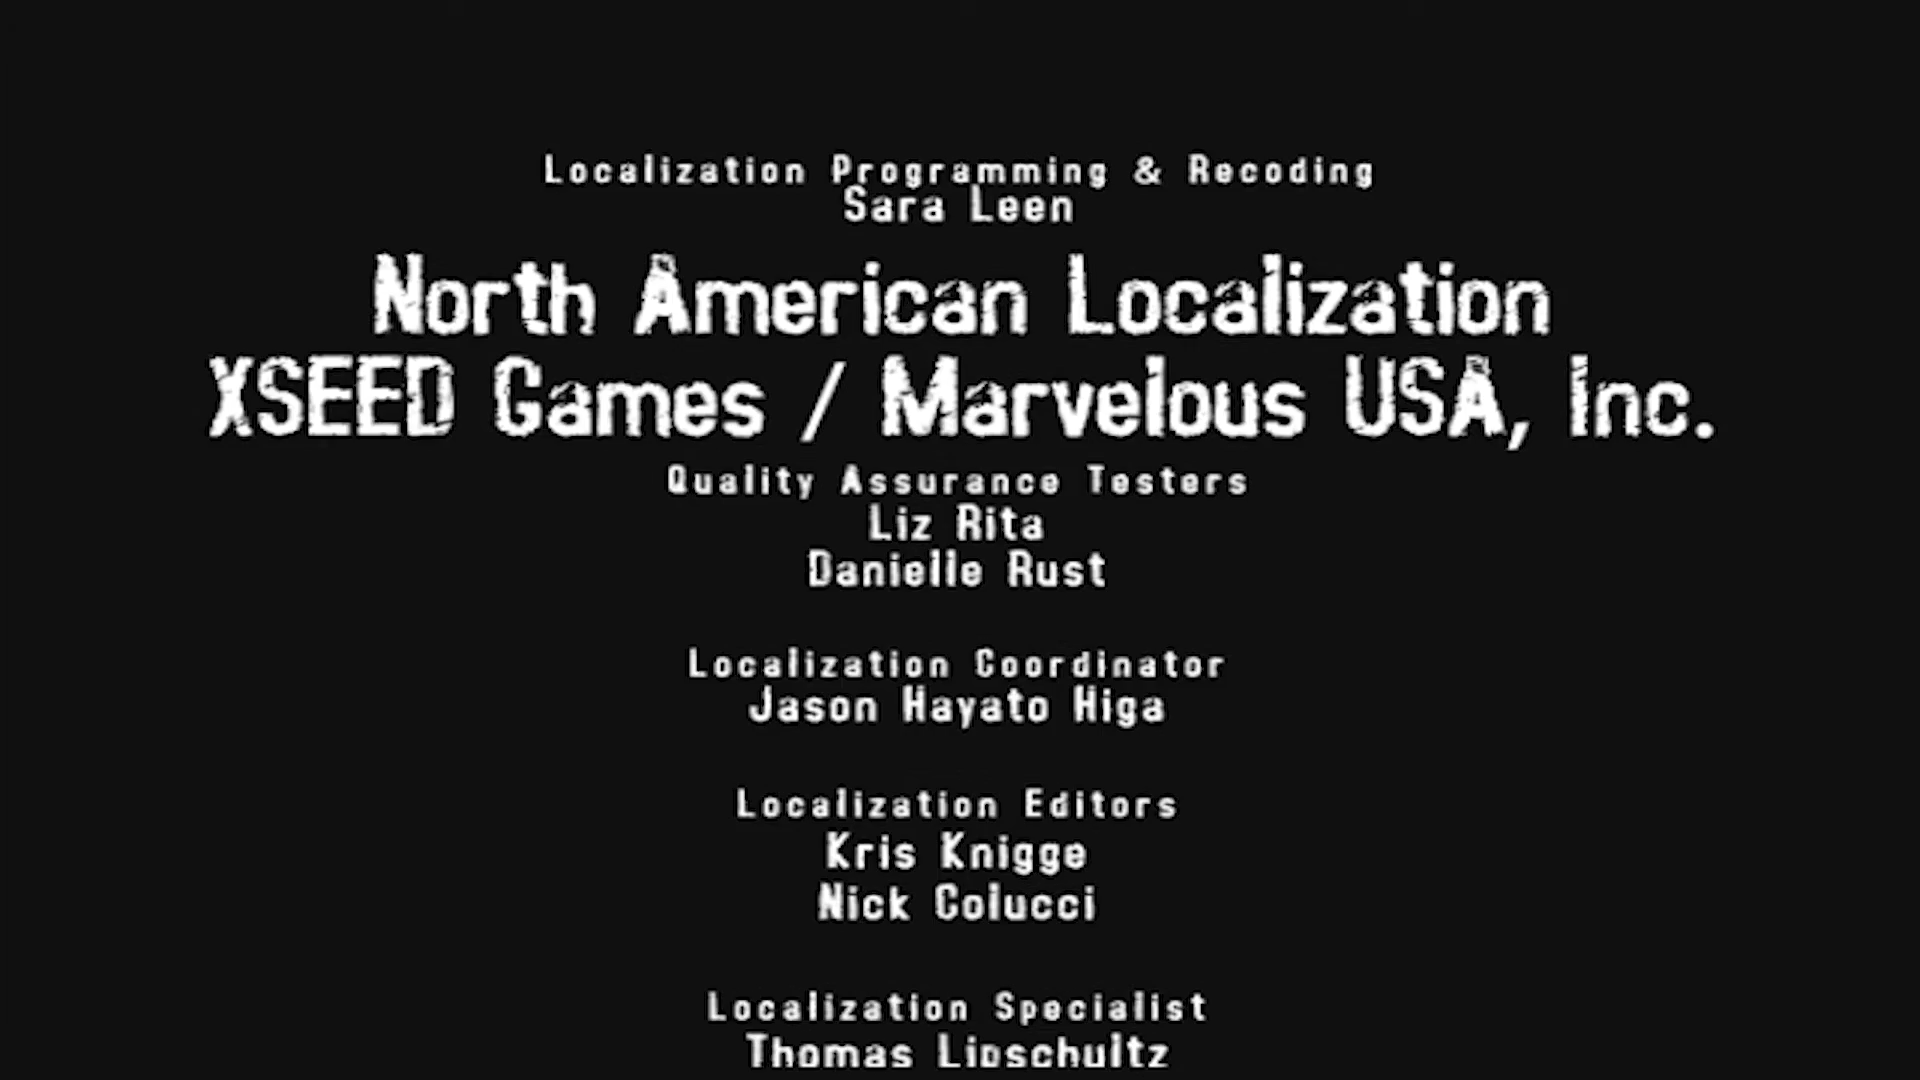 Localization Programming & Recoding
Sara Leen
North American Localization
XSEED Games / Marvelous USA, Inc.
Quality Assurance Testers
Liz Rita
Danielle Rust
Localization Coordinator
Jason Hayato Higa
Localization Editors
Kris Knigge
Nick Colucci
Localization Specialist
Thomas Lipschultz